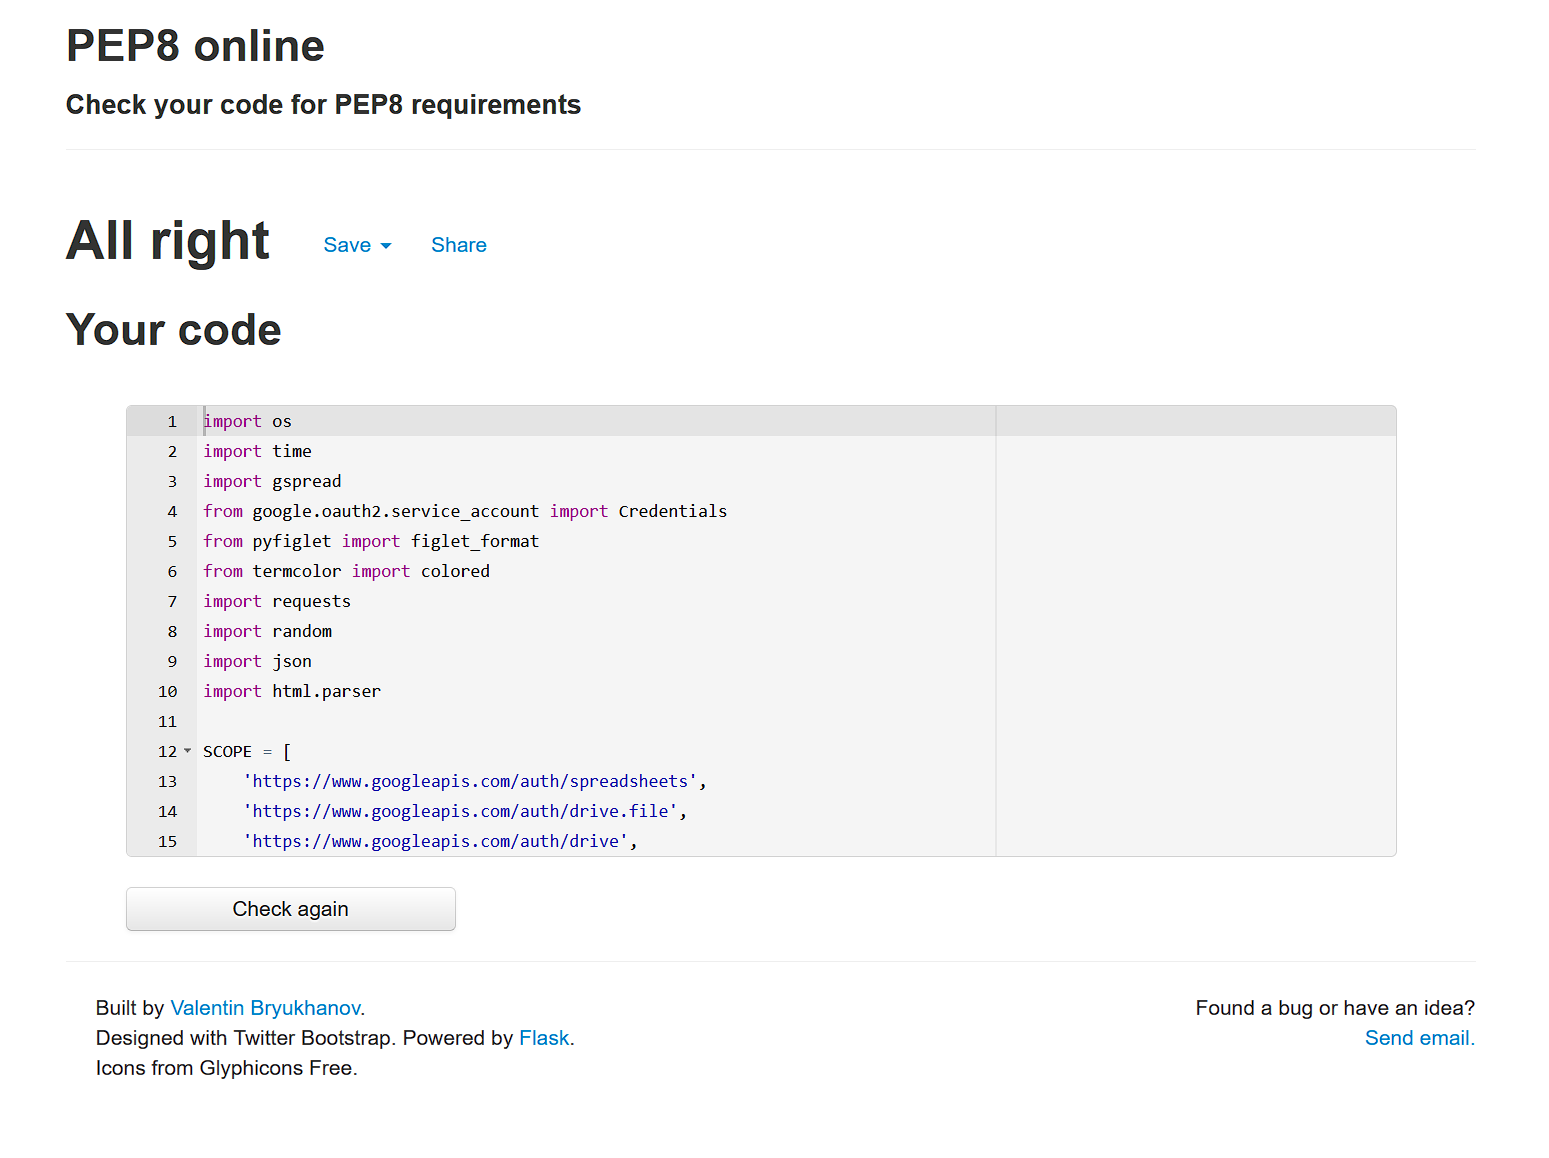 PEP8 online
Check your code for PEP8 requirements
All right Save Share
Your code
1 import os
2 import time
3 import gspread
4 from google.oauth2.service_account import Credentials
5 from pyfiglet import figlet_format
6 from termcolor import colored
7 import requests
8 import random
9 import json
10 import html.parser
11
12 SCOPE = [
13     'https://www.googleapis.com/auth/spreadsheets',
14     'https://www.googleapis.com/auth/drive.file',
15     'https://www.googleapis.com/auth/drive',
Check again
Built by Valentin Bryukhanov.
Designed with Twitter Bootstrap. Powered by Flask.
Icons from Glyphicons Free.
Found a bug or have an idea?
Send email.